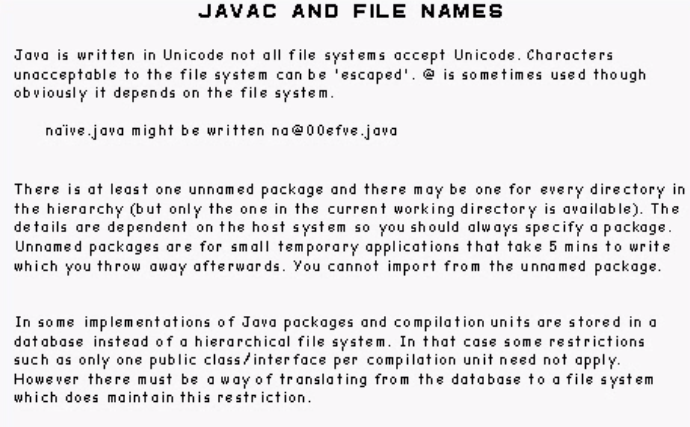 JAVAC AND FILE NAMES
Java is written in Unicode not all file systems accept Unicode. Characters
unacceptable to the file system can be 'escaped'. @ is sometimes used though
obviously it depends on the file system.
naïve.java might be written na@00efve.java
There is at least one unnamed package and there may be one for every directory in
the hierarchy (but only the one in the current working directory is available). The
details are dependent on the host system so you should always specify a package.
Unnamed packages are for small temporary applications that take 5 mins to write
which you throw away afterwards. You cannot import from the unnamed package.
In some implementations of Java packages and compilation units are stored in a
database instead of a hierarchical file system. In that case some restrictions
such as only one public class/interface per compilation unit need not apply.
However there must be a way of translating from the database to a file system
which does maintain this restriction.